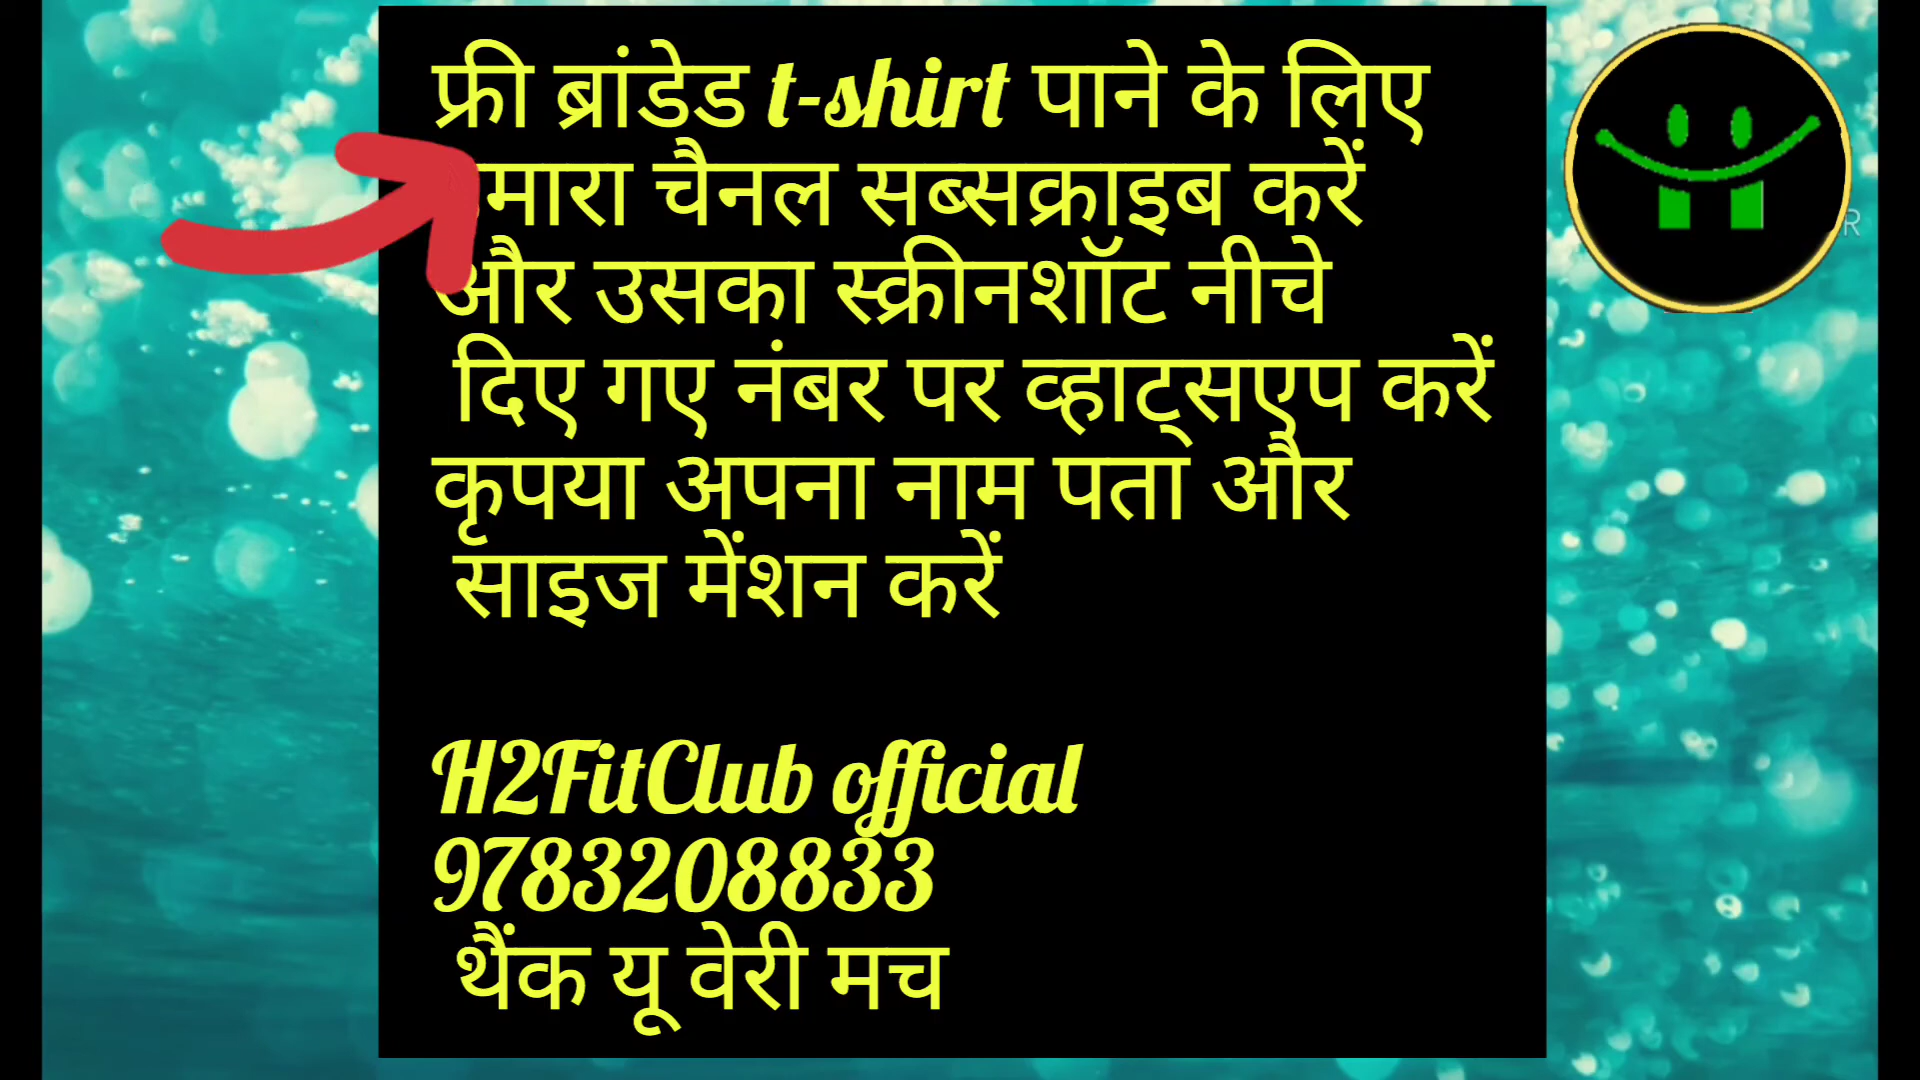 फ्री ब्रांडेड t-shirt पाने के लिए
हमारा चैनल सब्सक्राइब करें
और उसका स्क्रीनशॉट नीचे
दिए गए नंबर पर व्हाट्सएप करें
कृपया अपना नाम पता और
साइज मेंशन करें
H2FitClub official
9783208833
थैंक यू वेरी मच